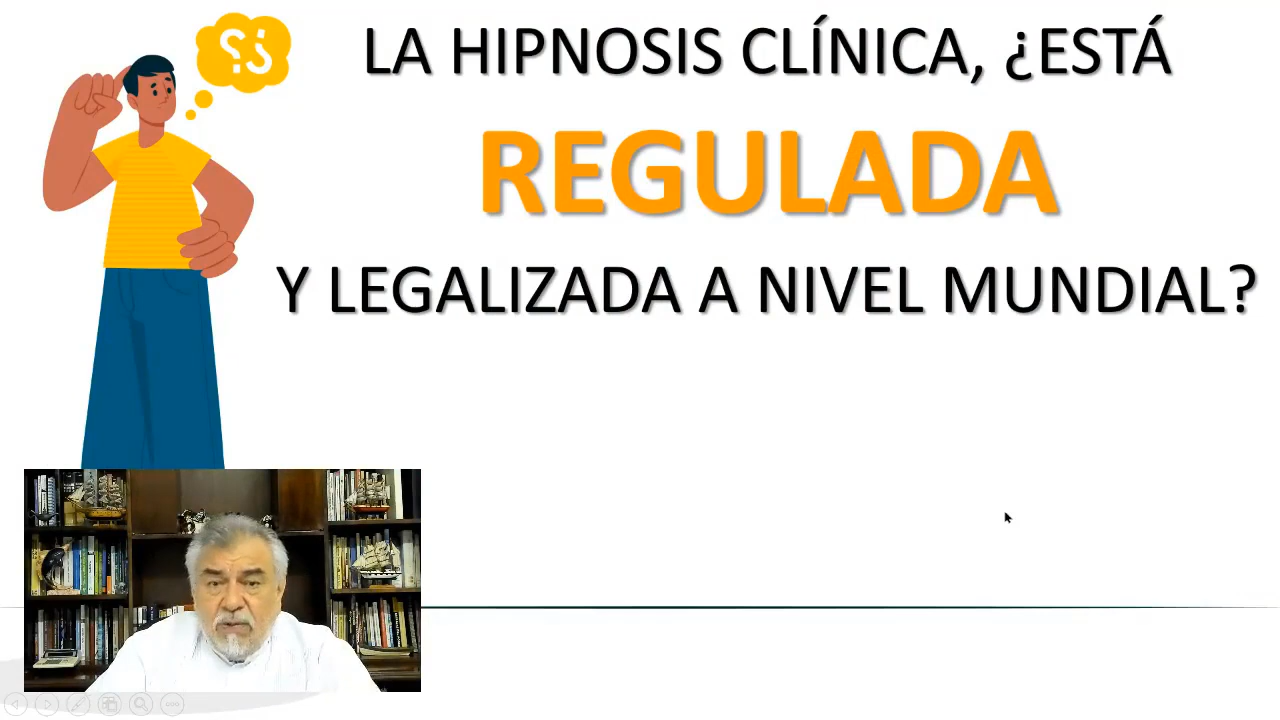 LA HIPNOSIS CLÍNICA, ¿ESTÁ
REGULADA
Y LEGALIZADA A NIVEL MUNDIAL?